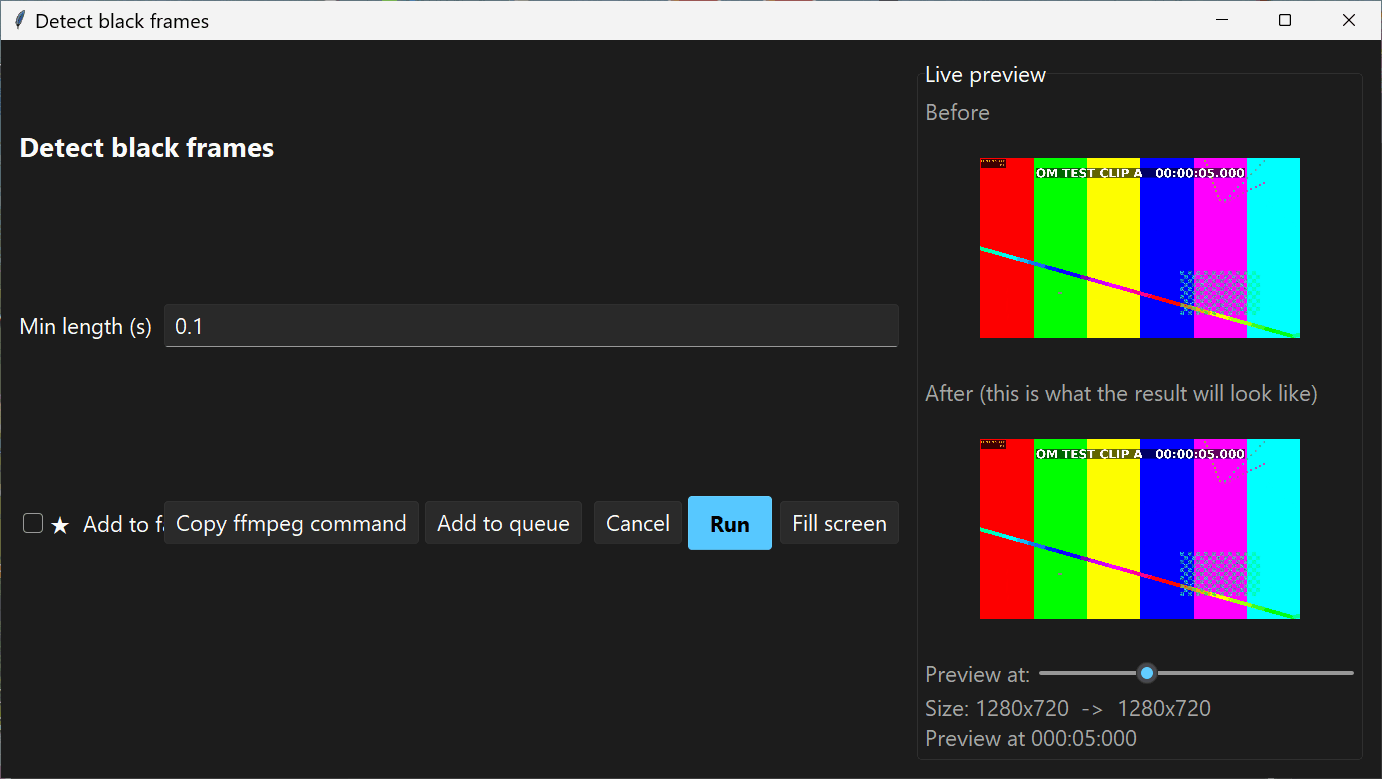 Detect black frames
Detect black frames
Min length (s) 0.1
★ Add to fa Copy ffmpeg command Add to queue Cancel Run Fill screen
Live preview
Before
OM TEST CLIP A 00:00:05.000
After (this is what the result will look like)
OM TEST CLIP A 00:00:05.000
Preview at:
Size: 1280x720 -> 1280x720
Preview at 000:05:000